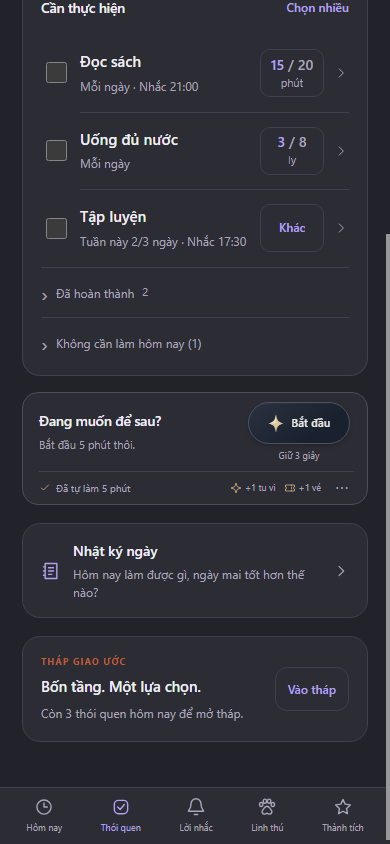 Cần thực hiện
Chọn nhiều
Đọc sách
Mỗi ngày · Nhắc 21:00
15 / 20
phút
Uống đủ nước
Mỗi ngày
3 / 8
ly
Tập luyện
Tuần này 2/3 ngày · Nhắc 17:30
Khác
Đã hoàn thành 2
Không cần làm hôm nay (1)
Đang muốn để sau?
Bắt đầu 5 phút thôi.
Bắt đầu
Giữ 3 giây
Đã tự làm 5 phút
+1 tu vi
+1 vé
Nhật ký ngày
Hôm nay làm được gì, ngày mai tốt hơn thế
nào?
THÁP GIAO ƯỚC
Bốn tầng. Một lựa chọn.
Còn 3 thói quen hôm nay để mở tháp.
Vào tháp
Hôm nay
Thói quen
Lời nhắc
Linh thú
Thành tích